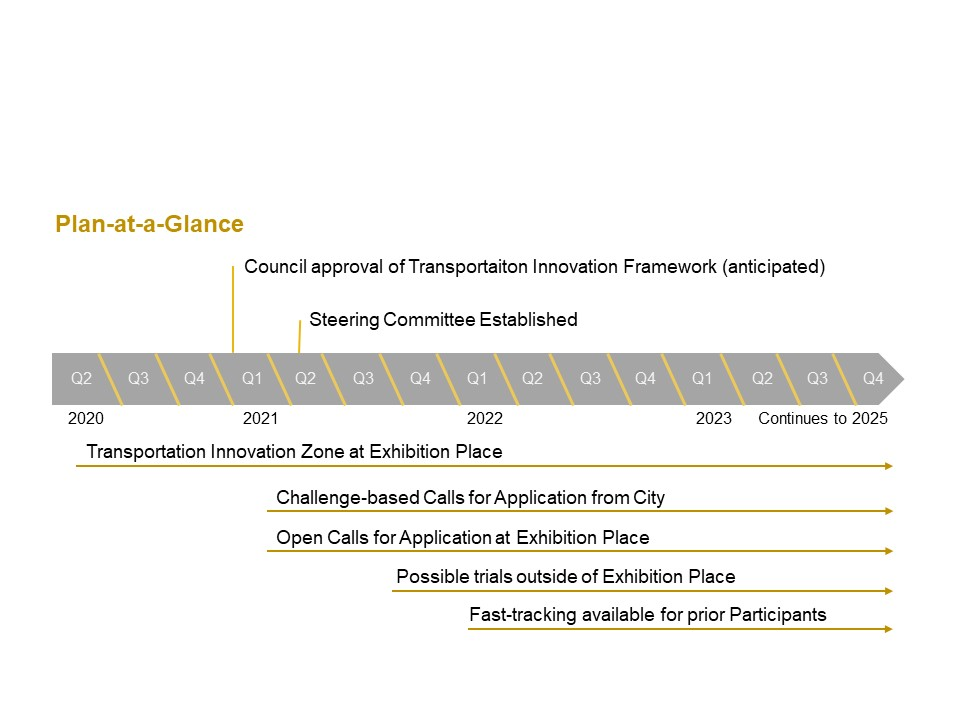 Plan-at-a-Glance
Council approval of Transportaiton Innovation Framework (anticipated)
Steering Committee Established
Q2 Q3 Q4 Q1 Q2 Q3 Q4 Q1 Q2 Q3 Q4 Q1 Q2 Q3 Q4
2020 2021 2022 2023 Continues to 2025
Transportation Innovation Zone at Exhibition Place
Challenge-based Calls for Application from City
Open Calls for Application at Exhibition Place
Possible trials outside of Exhibition Place
Fast-tracking available for prior Participants